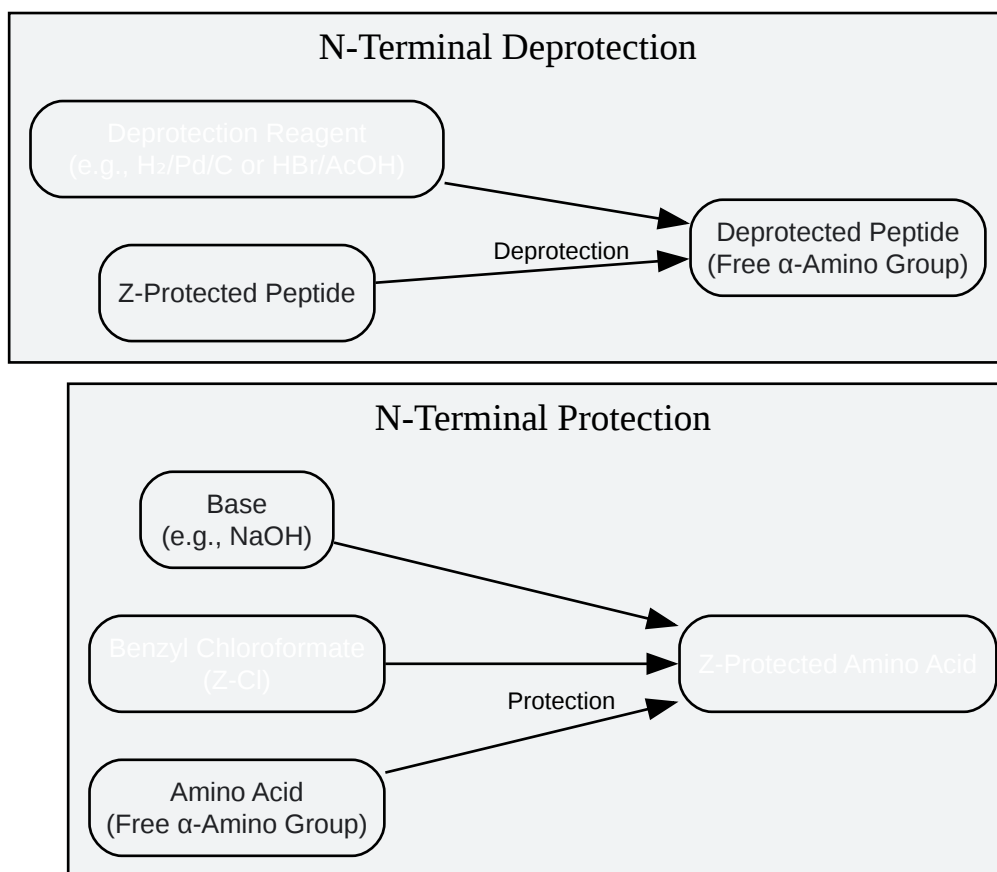 N-Terminal Deprotection
Deprotection Reagent
(e.g., H₂/Pd/C or HBr/AcOH)
Z-Protected Peptide
Deprotection
Deprotected Peptide
(Free α-Amino Group)
N-Terminal Protection
Base
(e.g., NaOH)
Benzyl Chloroformate
(Z-Cl)
Z-Protected Amino Acid
Protection
Amino Acid
(Free α-Amino Group)